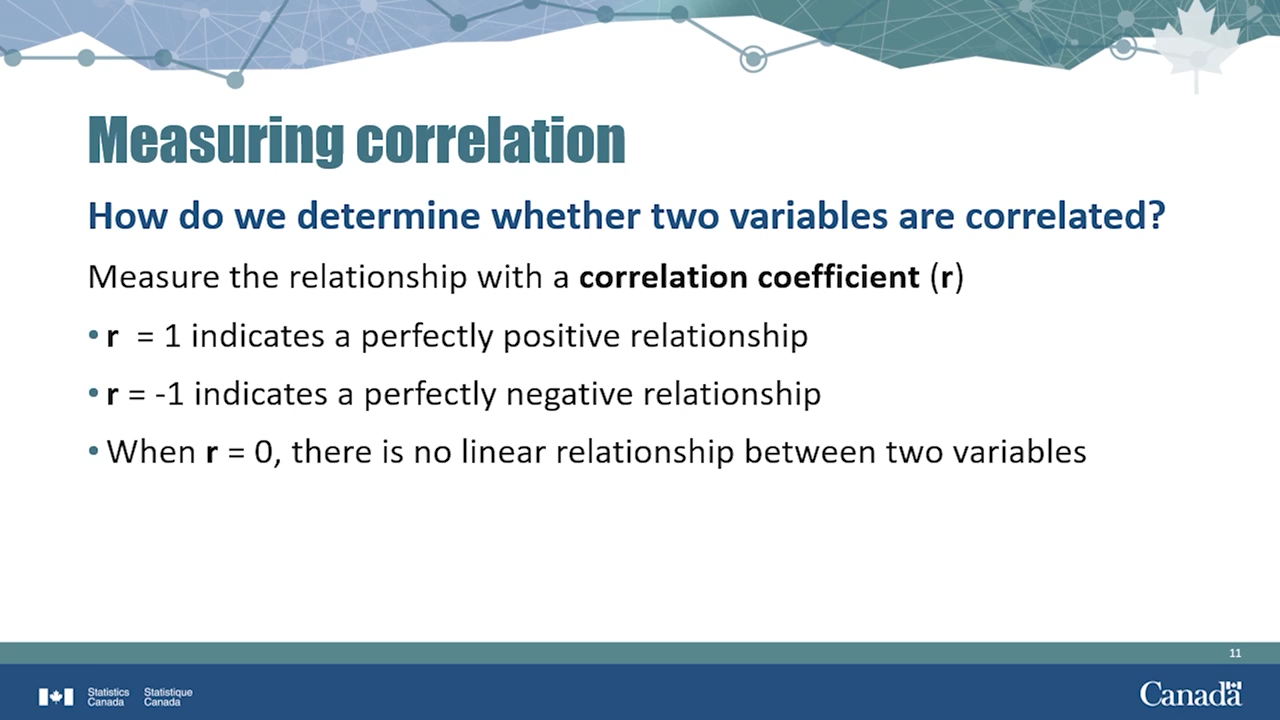 Measuring correlation
How do we determine whether two variables are correlated?
Measure the relationship with a correlation coefficient (r)
• r  = 1 indicates a perfectly positive relationship
• r = -1 indicates a perfectly negative relationship
• When r = 0, there is no linear relationship between two variables
11
Statistics Statistique
Canada Canada
Canada